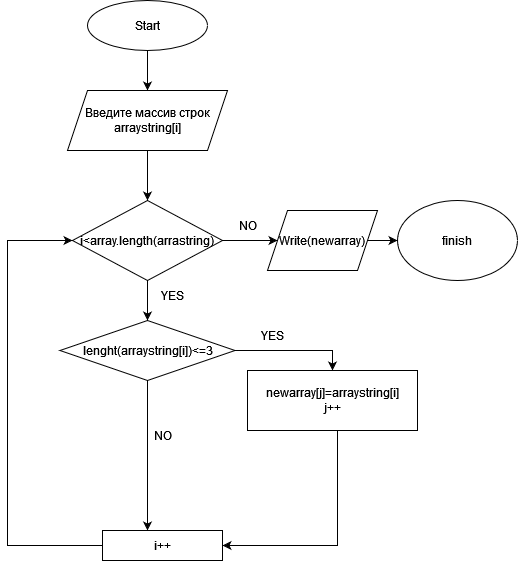 Start
Введите массив строк
arraystring[i]
i<array.length(arrastring)
NO
Write(newarray)
finish
YES
lenght(arraystring[i])<=3
YES
newarray[j]=arraystring[i]
j++
NO
i++